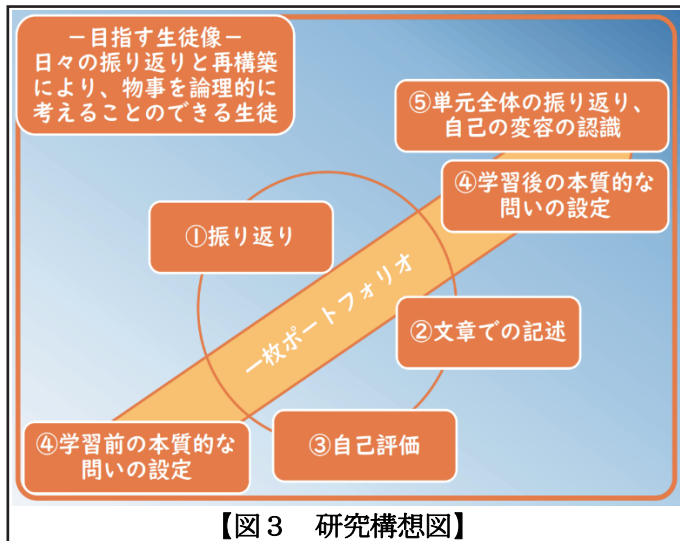 －目指す生徒像－
日々の振り返りと再構築
により、物事を論理的に
考えることのできる生徒
⑤単元全体の振り返り、
自己の変容の認識
④学習後の本質的な
問いの設定
①振り返り
一枚ポートフォリオ
②文章での記述
③自己評価
④学習前の本質的な
問いの設定
【図３　研究構想図】